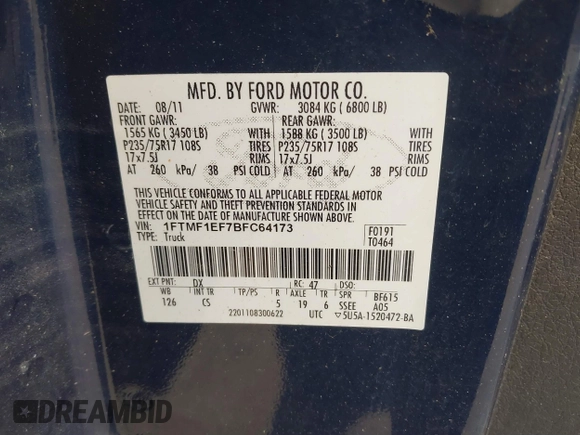 MFD. BY FORD MOTOR CO.
DATE: 08/11 GVWR: 3084 KG ( 6800 LB)
FRONT GAWR: REAR GAWR:
1565 KG ( 3450 LB) WITH 1588 KG ( 3500 LB) WITH
P235/75R17 108S TIRES P235/75R17 108S TIRES
17x7.5J RIMS 17x7.5J RIMS
AT 260 kPa/ 38 PSI COLD AT 260 kPa/ 38 PSI COLD
THIS VEHICLE CONFORMS TO ALL APPLICABLE FEDERAL MOTOR
VEHICLE SAFETY AND THEFT PREVENTION STANDARDS IN
EFFECT ON THE DATE OF MANUFACTURE SHOWN ABOVE.
VIN: 1FTMF1EF7BFC64173 F0191
TYPE: Truck T0464
EXT PNT: DX RC: 47 DSO:
WB INT TR TP/PS R AXLE TR SPR BF615
126 CS 5 19 6 SSEE A05
2201108300622 UTC ▽5U5A-1520472-BA
DREAMBID